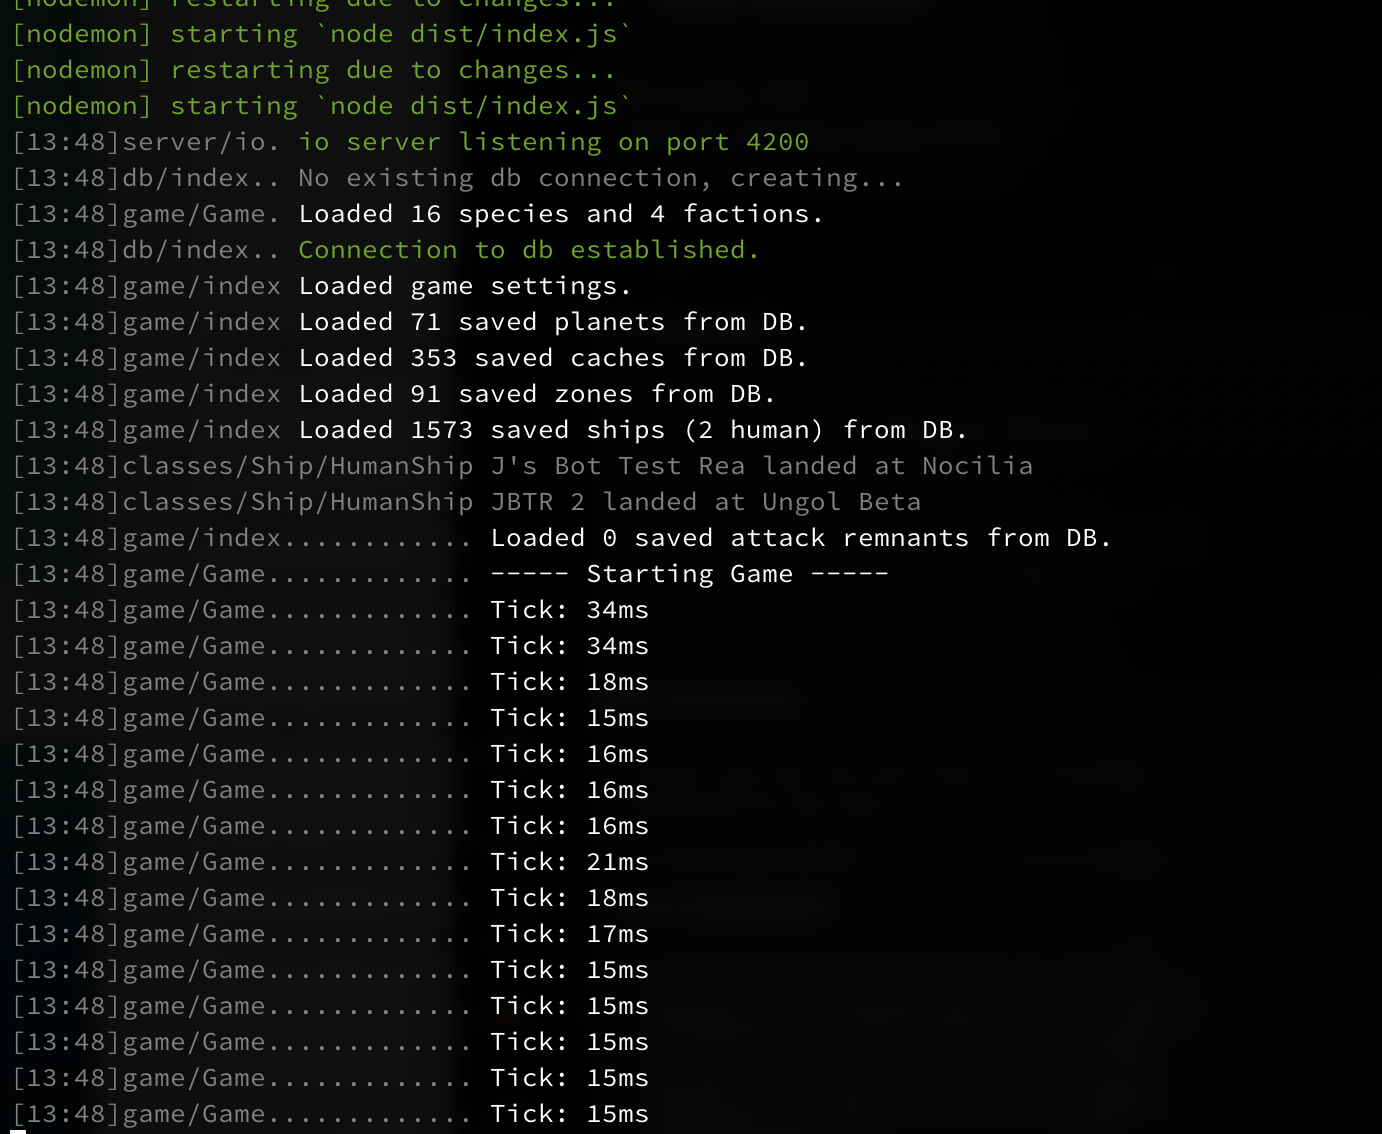 [nodemon] restarting due to changes...
[nodemon] starting `node dist/index.js`
[nodemon] restarting due to changes...
[nodemon] starting `node dist/index.js`
[13:48]server/io. io server listening on port 4200
[13:48]db/index.. No existing db connection, creating...
[13:48]game/Game. Loaded 16 species and 4 factions.
[13:48]db/index.. Connection to db established.
[13:48]game/index Loaded game settings.
[13:48]game/index Loaded 71 saved planets from DB.
[13:48]game/index Loaded 353 saved caches from DB.
[13:48]game/index Loaded 91 saved zones from DB.
[13:48]game/index Loaded 1573 saved ships (2 human) from DB.
[13:48]classes/Ship/HumanShip J's Bot Test Rea landed at Nocilia
[13:48]classes/Ship/HumanShip JBTR 2 landed at Ungol Beta
[13:48]game/index............ Loaded 0 saved attack remnants from DB.
[13:48]game/Game............. ----- Starting Game -----
[13:48]game/Game............. Tick: 34ms
[13:48]game/Game............. Tick: 34ms
[13:48]game/Game............. Tick: 18ms
[13:48]game/Game............. Tick: 15ms
[13:48]game/Game............. Tick: 16ms
[13:48]game/Game............. Tick: 16ms
[13:48]game/Game............. Tick: 16ms
[13:48]game/Game............. Tick: 21ms
[13:48]game/Game............. Tick: 18ms
[13:48]game/Game............. Tick: 17ms
[13:48]game/Game............. Tick: 15ms
[13:48]game/Game............. Tick: 15ms
[13:48]game/Game............. Tick: 15ms
[13:48]game/Game............. Tick: 15ms
[13:48]game/Game............. Tick: 15ms